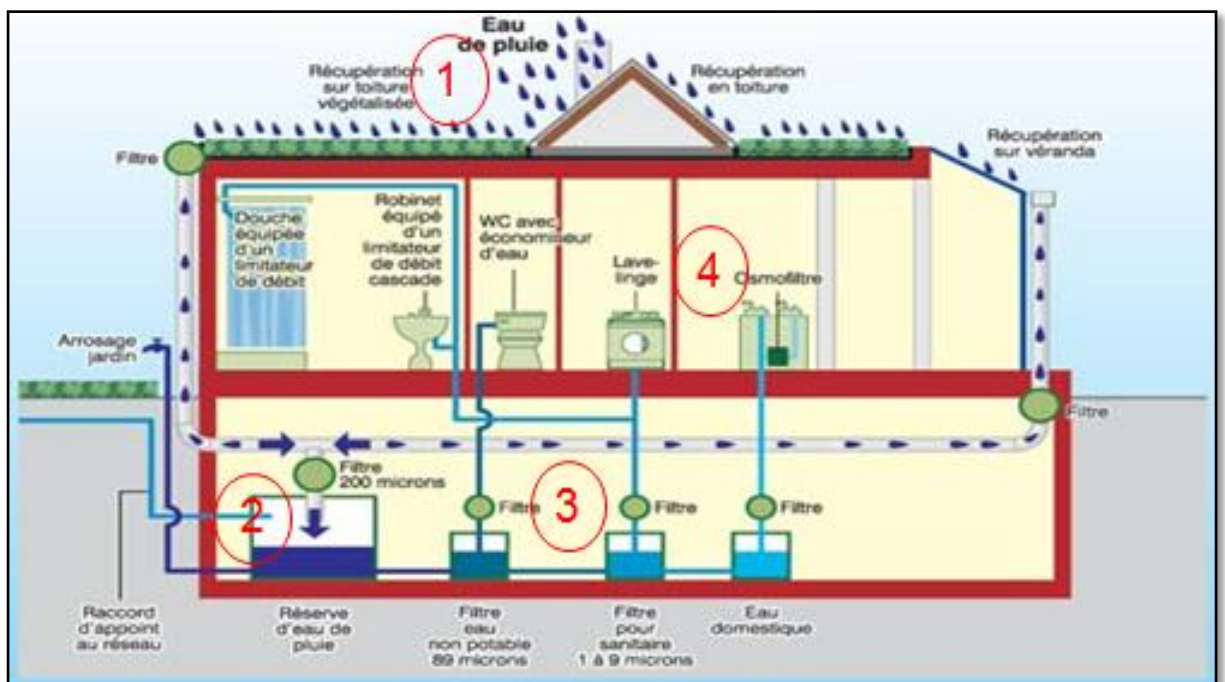 Eau
de pluie
1
Récupération
sur toiture
végétalisée
Récupération
en toiture
Récupération
sur véranda
Filtre
Douche
équipée
d'un
limitateur
de débit
Robinet
équipé
d'un
limitateur
de débit
cascade
WC avec
économiseur
d'eau
Lave-
linge
4
Osmofiltre
Arrosage
jardin
Filtre
Filtre
200 microns
2
Filtre
3
Filtre
Filtre
Raccord
d'appoint
au réseau
Réserve
d'eau de
pluie
Filtre
eau
non potable
89 microns
Filtre
pour
sanitaire
1 à 9 microns
Eau
domestique